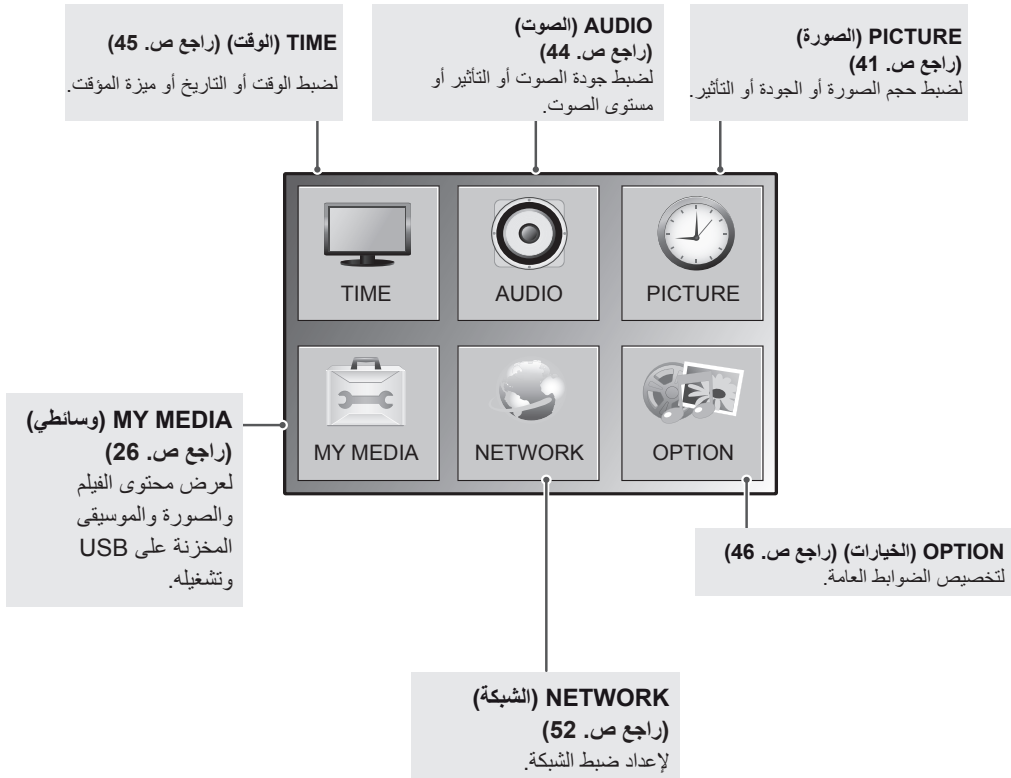 PICTURE (الصورة)
(راجع ص. 41)
لضبط حجم الصورة أو الجودة أو التأثير.
AUDIO (الصوت)
(راجع ص. 44)
لضبط جودة الصوت أو التأثير أو
مستوى الصوت.
TIME (الوقت) (راجع ص. 45)
لضبط الوقت أو التاريخ أو ميزة المؤقت.
TIME
AUDIO
PICTURE
MY MEDIA
NETWORK
OPTION
MY MEDIA (وسائطي)
(راجع ص. 26)
لعرض محتوى الفيلم
والصورة والموسيقى
المخزنة على USB
وتشغيله.
OPTION (الخيارات) (راجع ص. 46)
لتخصيص الضوابط العامة.
NETWORK (الشبكة)
(راجع ص. 52)
لإعداد ضبط الشبكة.